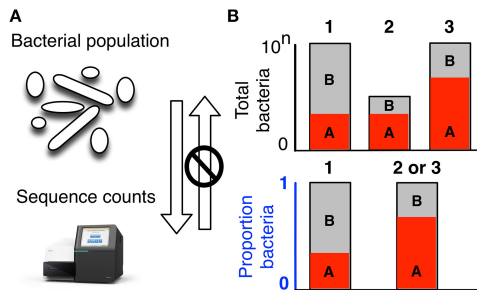 A
Bacterial population
Sequence counts
B
1 2 3
10n
Total
bacteria
0
B B B
A A A
1 2 or 3
1
Proportion
bacteria
0
B B
A A